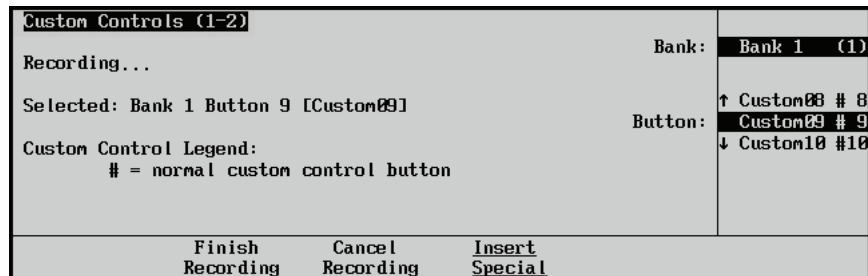 Custom Controls (1-2)
Bank: Bank 1 (1)
Recording...
Selected: Bank 1 Button 9 [Custom09]
↑ Custom08 # 8
Button: Custom09 # 9
↓ Custom10 #10
Custom Control Legend:
# = normal custom control button
Finish Recording
Cancel Recording
Insert Special